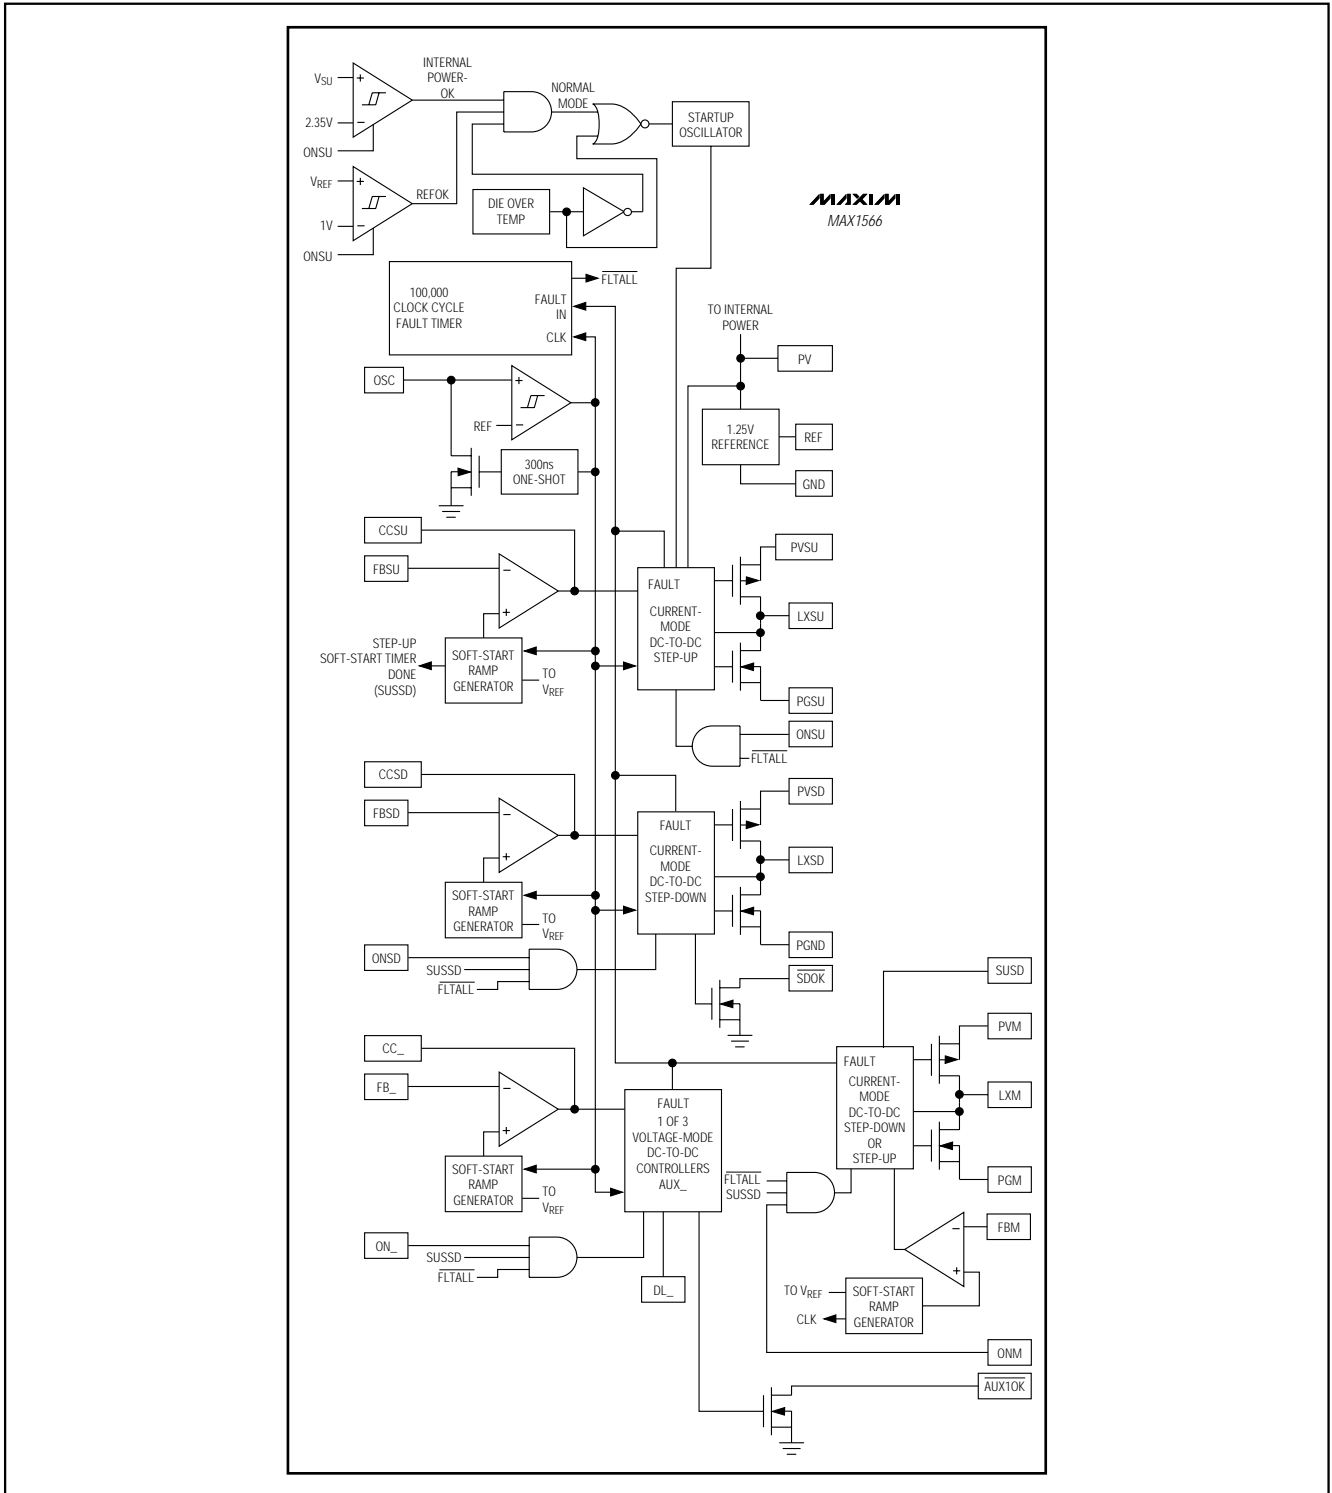 VSU
2.35V
ONSU
INTERNAL
POWER-
OK
NORMAL
MODE
STARTUP
OSCILLATOR
VREF
1V
ONSU
REFOK
DIE OVER
TEMP
MAXIM
MAX1566
100,000
CLOCK CYCLE
FAULT TIMER
FLTALL
FAULT
IN
CLK
TO INTERNAL
POWER
PV
OSC
REF
1.25V
REFERENCE
REF
GND
300ns
ONE-SHOT
CCSU
FBSU
FAULT
CURRENT-
MODE
DC-TO-DC
STEP-UP
PVSU
LXSU
PGSU
STEP-UP
SOFT-START TIMER
DONE
(SUSSD)
SOFT-START
RAMP
GENERATOR
TO
VREF
ONSU
FLTALL
CCSD
FBSD
FAULT
CURRENT-
MODE
DC-TO-DC
STEP-DOWN
PVSD
LXSD
PGND
SOFT-START
RAMP
GENERATOR
TO
VREF
ONSD
SUSSD
FLTALL
SDOK
SUSD
CC_
FB_
FAULT
1 OF 3
VOLTAGE-MODE
DC-TO-DC
CONTROLLERS
AUX_
FAULT
CURRENT-
MODE
DC-TO-DC
STEP-DOWN
OR
STEP-UP
PVM
LXM
PGM
SOFT-START
RAMP
GENERATOR
TO
VREF
FLTALL
SUSSD
FBM
ON_
SUSSD
FLTALL
DL_
TO VREF
CLK
SOFT-START
RAMP
GENERATOR
ONM
AUX1OK